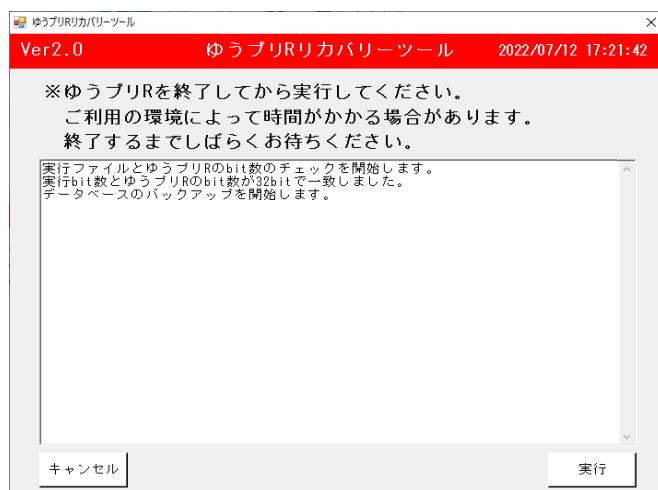 ゆうプリRリカバリーツール
Ver2.0 ゆうプリRリカバリーツール 2022/07/12 17:21:42
※ゆうプリRを終了してから実行してください。
ご利用の環境によって時間がかかる場合があります。
終了するまでしばらくお待ちください。
実行ファイルとゆうプリRのbit数のチェックを開始します。
実行bit数とゆうプリRのbit数が32bitで一致しました。
データベースのバックアップを開始します。
キャンセル 実行